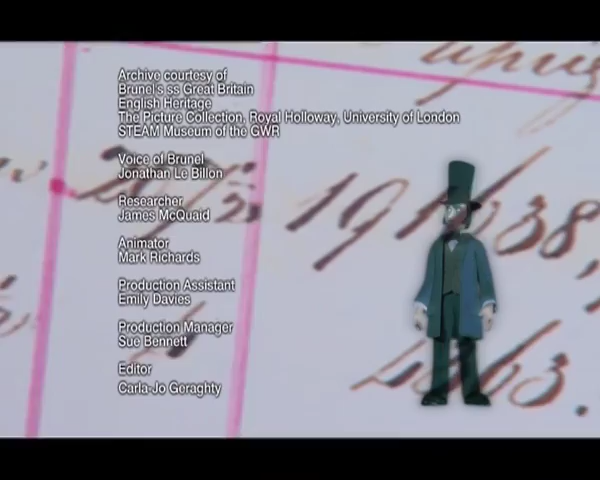 Archive courtesy of
Brunel's ss Great Britain
English Heritage
The Picture Collection, Royal Holloway, University of London
STEAM Museum of the GWR
Voice of Brunel
Jonathan Le Billon
Researcher
James McQuaid
Animator
Mark Richards
Production Assistant
Emily Davies
Production Manager
Sue Bennett
Editor
Carla-Jo Geraghty